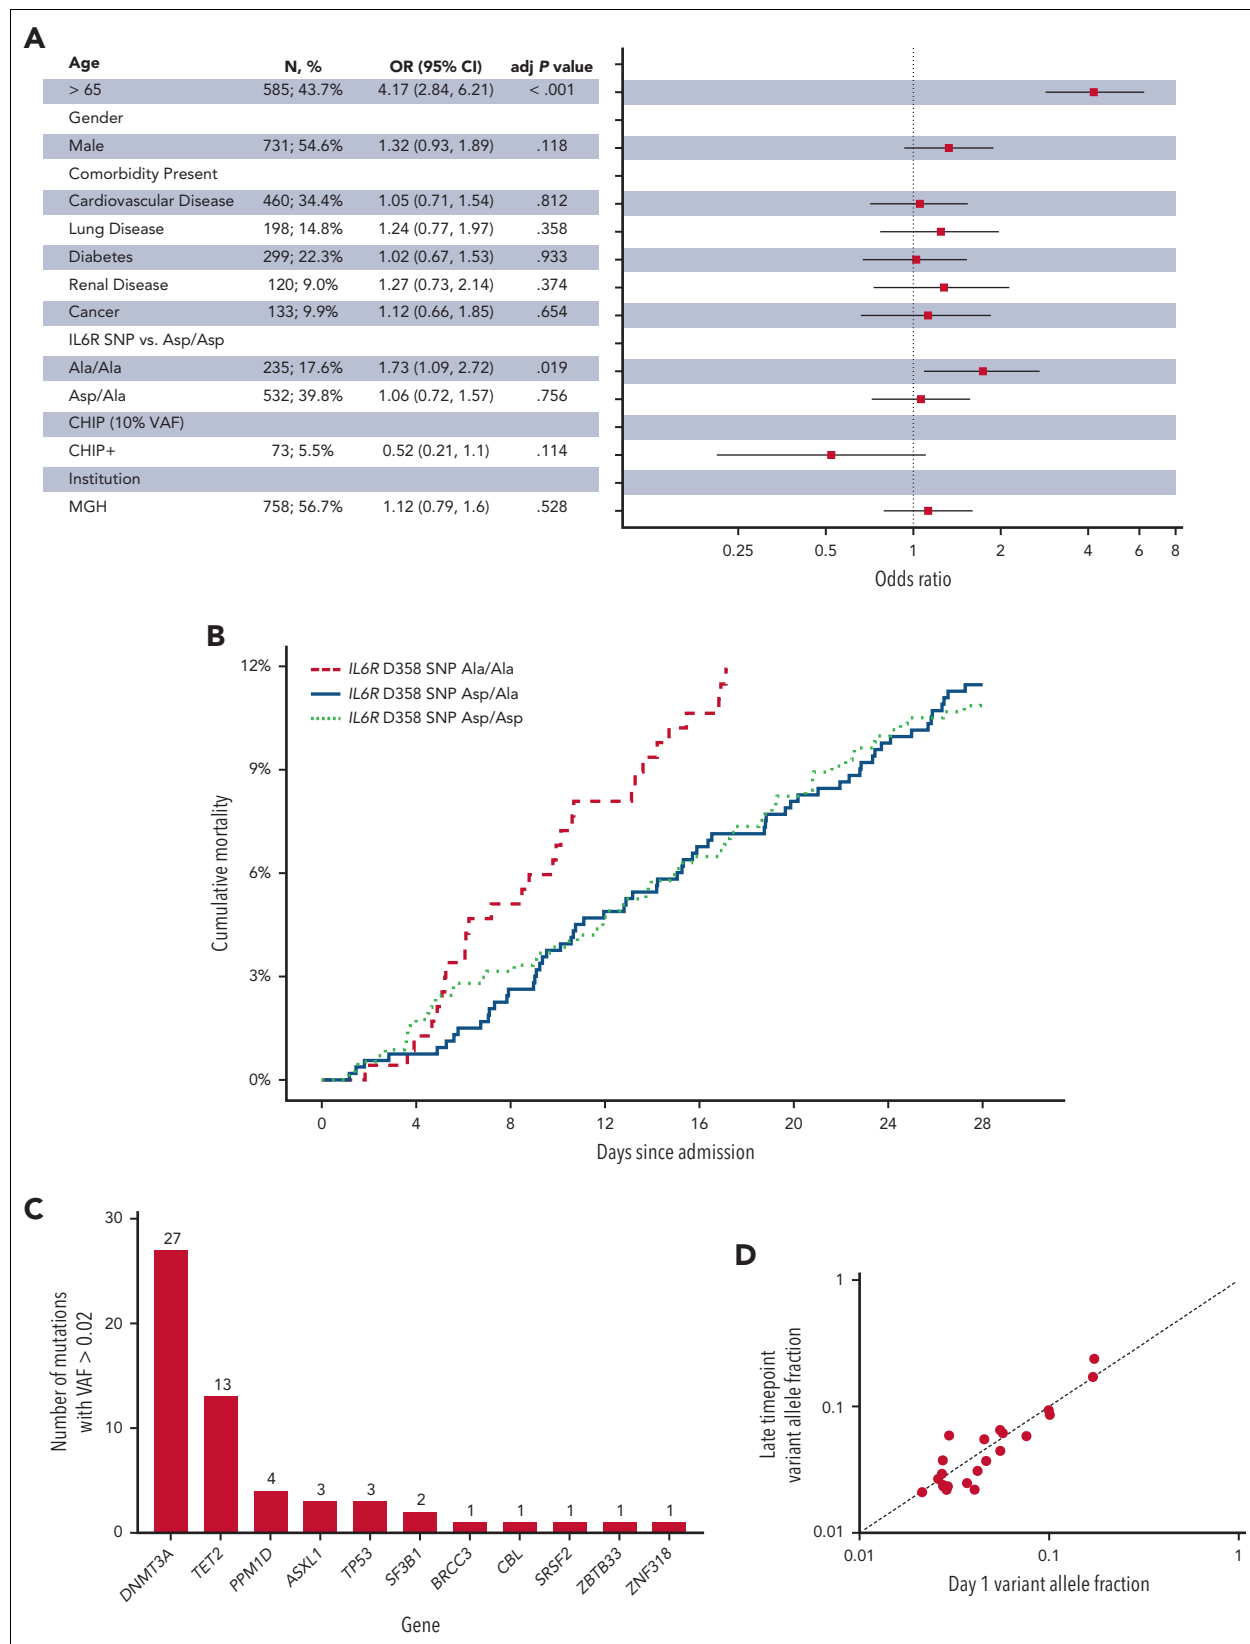 A
Age N, % OR (95% CI) adj P value
> 65 585; 43.7% 4.17 (2.84, 6.21) < .001
Gender
Male 731; 54.6% 1.32 (0.93, 1.89) .118
Comorbidity Present
Cardiovascular Disease 460; 34.4% 1.05 (0.71, 1.54) .812
Lung Disease 198; 14.8% 1.24 (0.77, 1.97) .358
Diabetes 299; 22.3% 1.02 (0.67, 1.53) .933
Renal Disease 120; 9.0% 1.27 (0.73, 2.14) .374
Cancer 133; 9.9% 1.12 (0.66, 1.85) .654
IL6R SNP vs. Asp/Asp
Ala/Ala 235; 17.6% 1.73 (1.09, 2.72) .019
Asp/Ala 532; 39.8% 1.06 (0.72, 1.57) .756
CHIP (10% VAF)
CHIP+ 73; 5.5% 0.52 (0.21, 1.1) .114
Institution
MGH 758; 56.7% 1.12 (0.79, 1.6) .528
0.25 0.5 1 2 4 6 8
Odds ratio
B
IL6R D358 SNP Ala/Ala
IL6R D358 SNP Asp/Ala
IL6R D358 SNP Asp/Asp
12%
9%
6%
3%
0%
Cumulative mortality
0 4 8 12 16 20 24 28
Days since admission
C
Number of mutations
with VAF > 0.02
30
20
10
0
27 13 4 3 3 2 1 1 1 1 1
DNMT3A TET2 PPM1D ASXL1 TP53 SF3B1 BRCC3 CBL SRSF2 ZBTB33 ZNF318
Gene
D
Late timepoint
variant allele fraction
1
0.1
0.01
0.01 0.1 1
Day 1 variant allele fraction